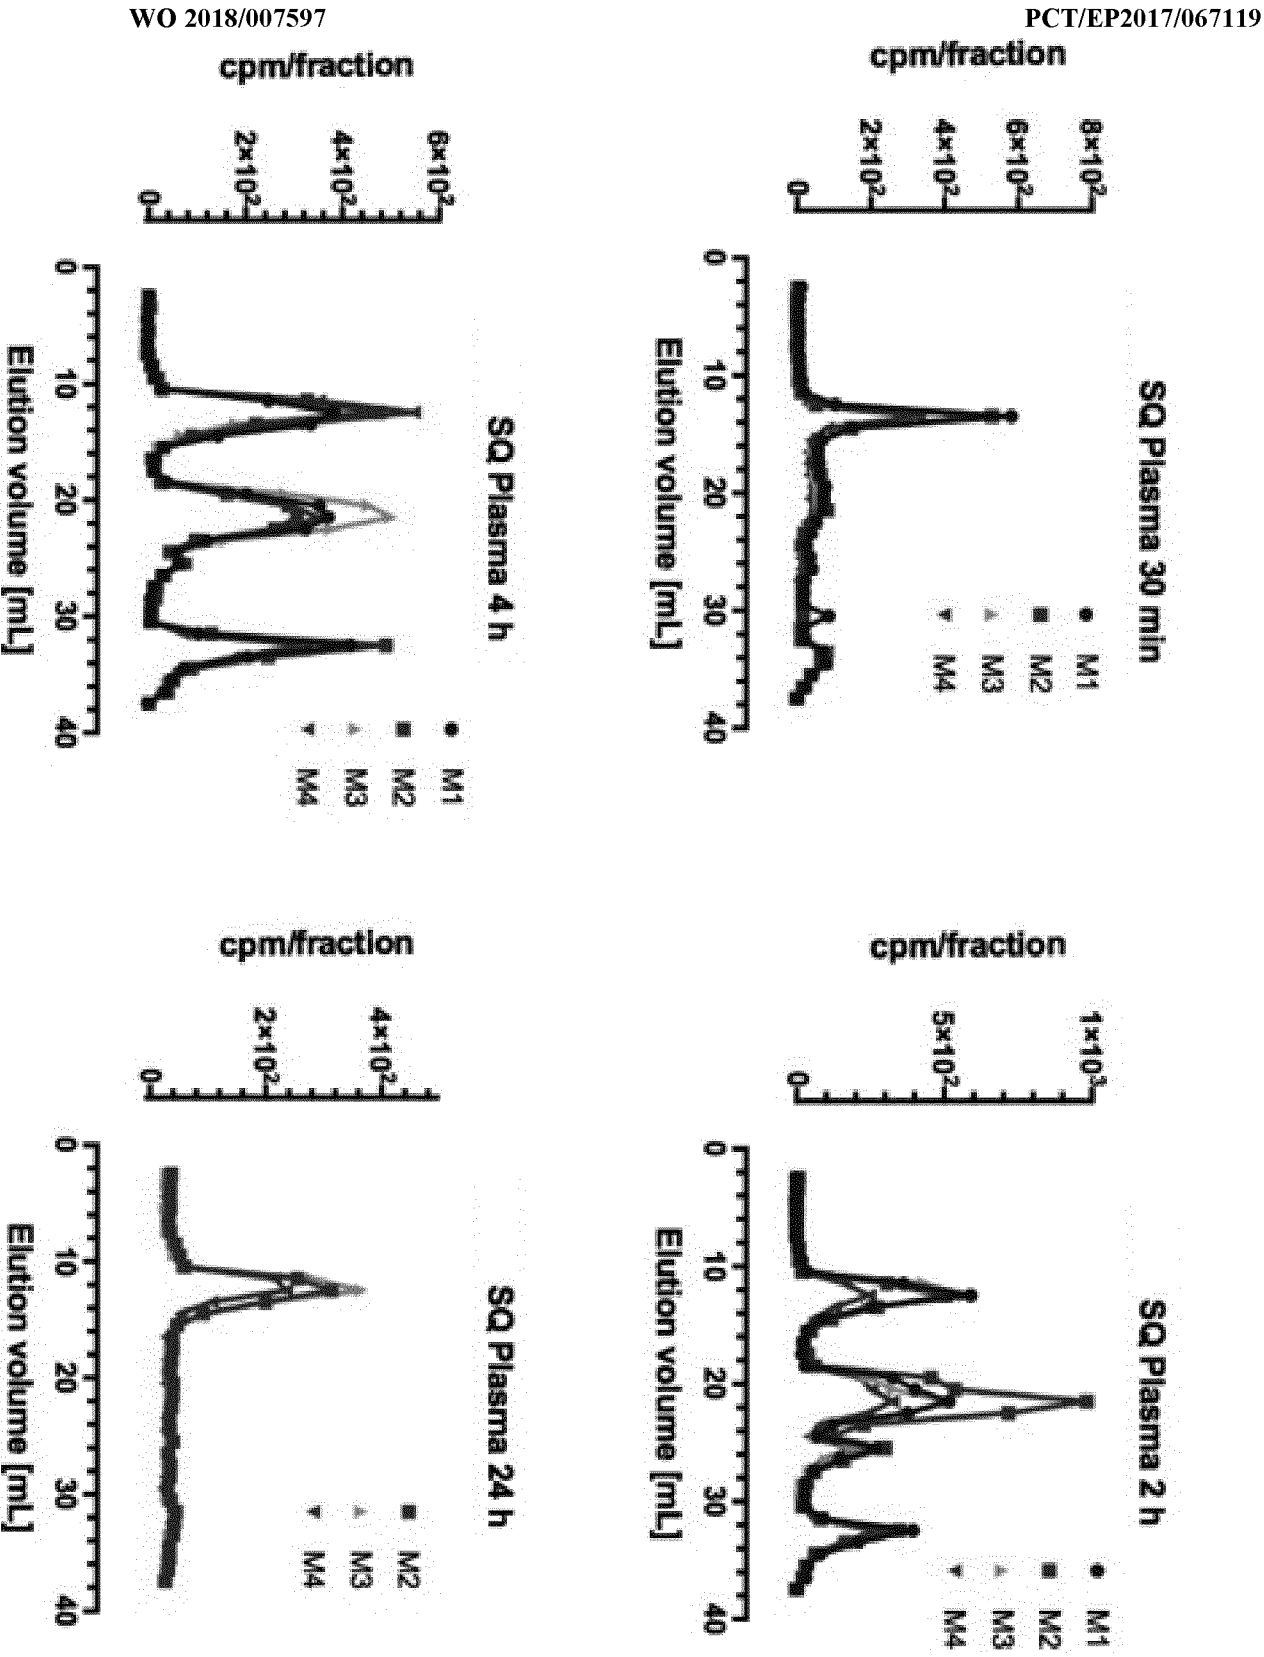 WO 2018/007597 PCT/EP2017/067119
SQ Plasma 30 min
cpm/fraction
8×10²
6×10²
4×10²
2×10²
0
0 10 20 30 40
Elution volume [mL]
M1
M2
M3
M4
SQ Plasma 2 h
cpm/fraction
1×10³
5×10²
0
0 10 20 30 40
Elution volume [mL]
M1
M2
M3
M4
SQ Plasma 4 h
cpm/fraction
6×10²
4×10²
2×10²
0
0 10 20 30 40
Elution volume [mL]
M1
M2
M3
M4
SQ Plasma 24 h
cpm/fraction
4×10²
2×10²
0
0 10 20 30 40
Elution volume [mL]
M2
M3
M4